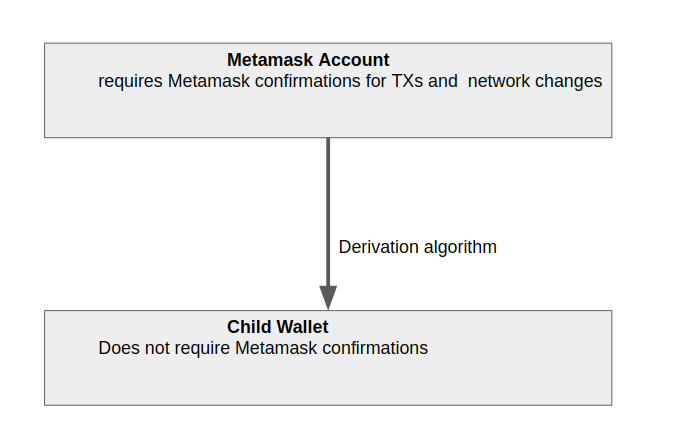 Metamask Account
requires Metamask confirmations for TXs and  network changes
Derivation algorithm
Child Wallet
Does not require Metamask confirmations